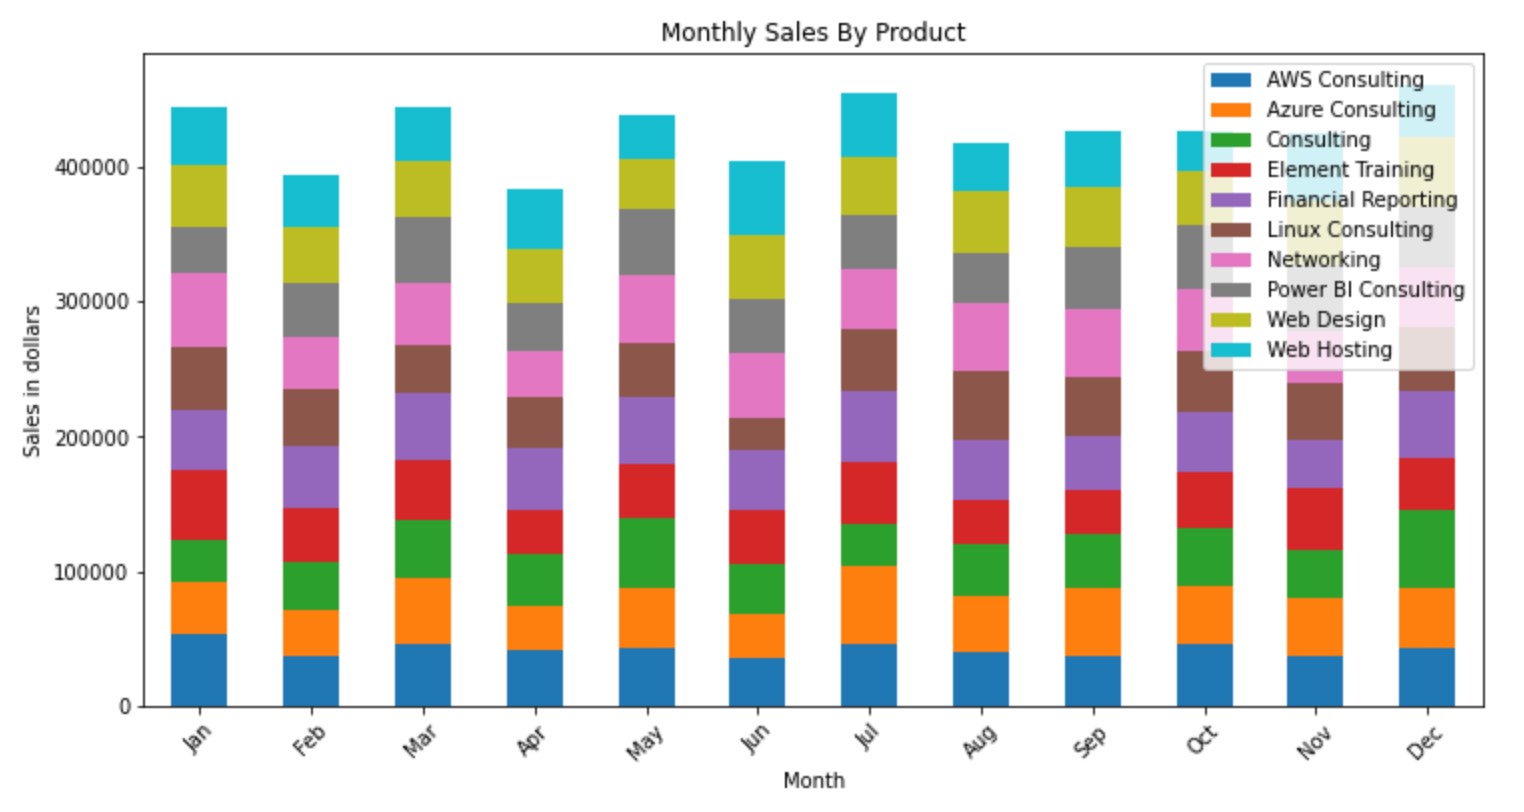 Monthly Sales By Product
AWS Consulting
Azure Consulting
Consulting
Element Training
Financial Reporting
Linux Consulting
Networking
Power BI Consulting
Web Design
Web Hosting
Sales in dollars
400000
300000
200000
100000
0
Jan Feb Mar Apr May Jun Jul Aug Sep Oct Nov Dec
Month